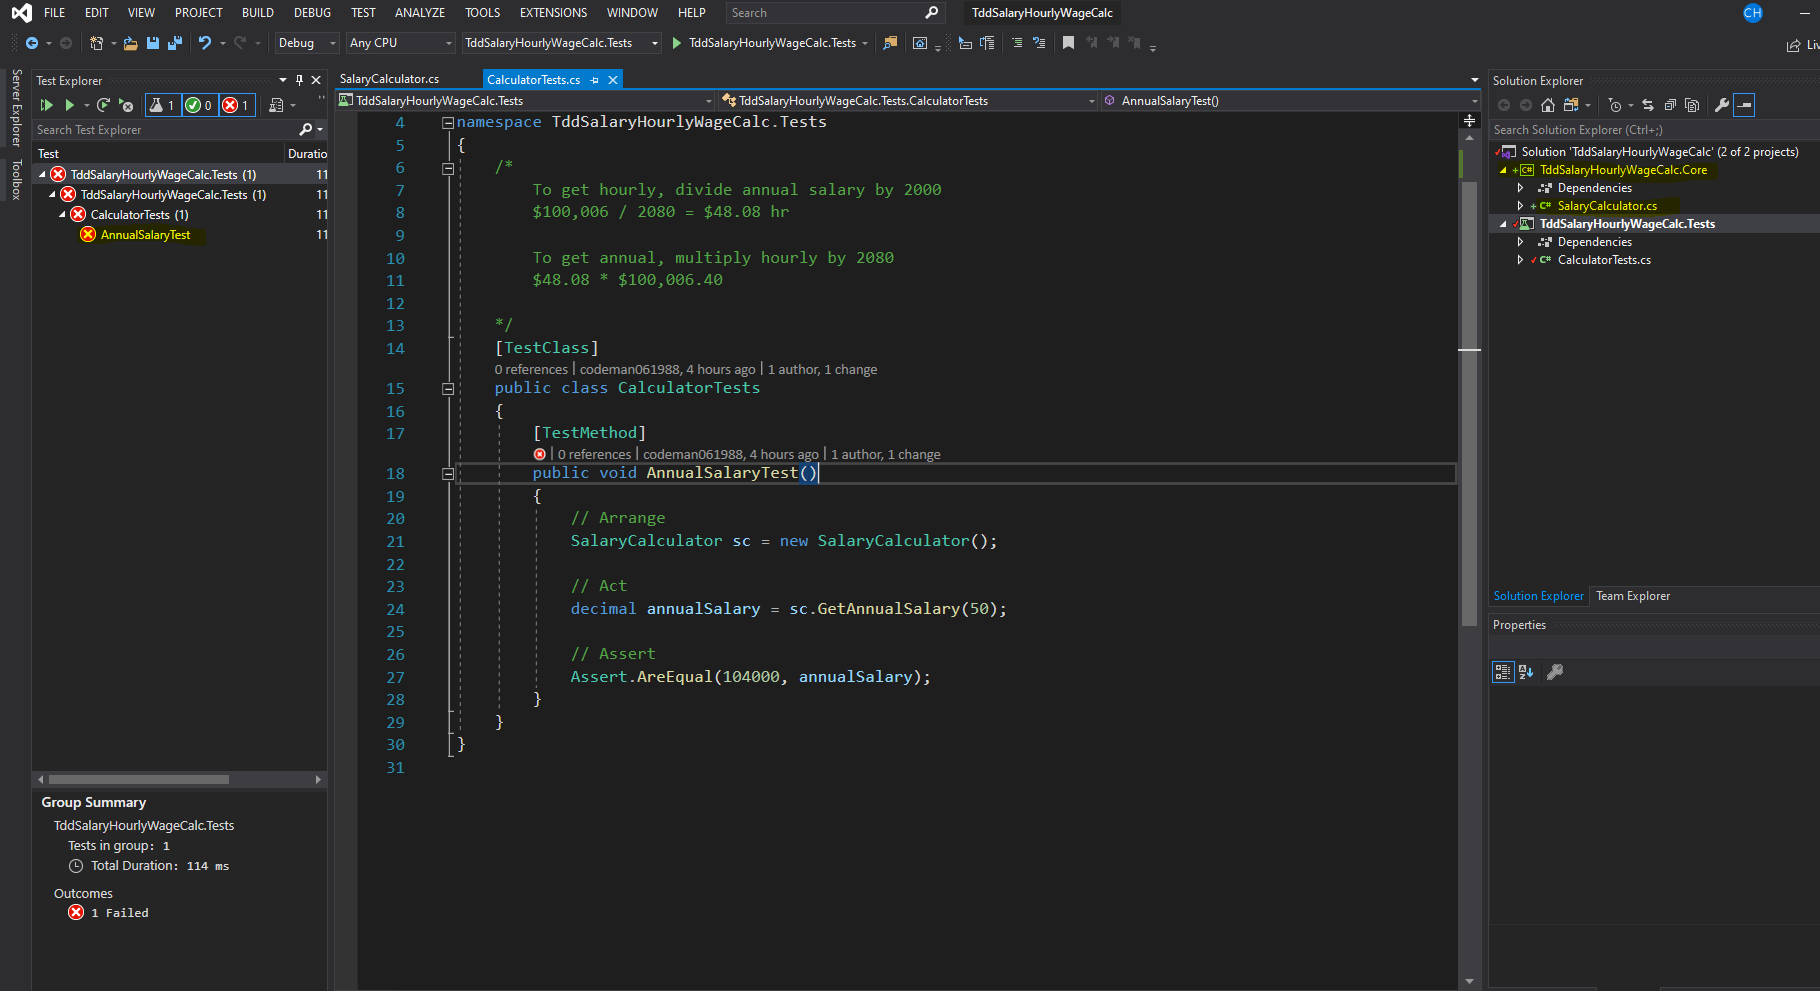 FILE EDIT VIEW PROJECT BUILD DEBUG TEST ANALYZE TOOLS EXTENSIONS WINDOW HELP Search TddSalaryHourlyWageCalc CH
Debug Any CPU TddSalaryHourlyWageCalc.Tests TddSalaryHourlyWageCalc.Tests Liv
Server Explorer
Toolbox
Test Explorer
1 0 1
Search Test Explorer
Test Duratio
TddSalaryHourlyWageCalc.Tests (1) 11
TddSalaryHourlyWageCalc.Tests (1) 11
CalculatorTests (1) 11
AnnualSalaryTest 11
Group Summary
TddSalaryHourlyWageCalc.Tests
Tests in group: 1
Total Duration: 114 ms
Outcomes
1 Failed
SalaryCalculator.cs CalculatorTests.cs
TddSalaryHourlyWageCalc.Tests TddSalaryHourlyWageCalc.Tests.CalculatorTests AnnualSalaryTest()
4 namespace TddSalaryHourlyWageCalc.Tests
5 {
6 /*
7 To get hourly, divide annual salary by 2000
8 $100,006 / 2080 = $48.08 hr
9
10 To get annual, multiply hourly by 2080
11 $48.08 * $100,006.40
12
13 */
14 [TestClass]
0 references | codeman061988, 4 hours ago | 1 author, 1 change
15 public class CalculatorTests
16 {
17 [TestMethod]
| 0 references | codeman061988, 4 hours ago | 1 author, 1 change
18 public void AnnualSalaryTest()
19 {
20 // Arrange
21 SalaryCalculator sc = new SalaryCalculator();
22
23 // Act
24 decimal annualSalary = sc.GetAnnualSalary(50);
25
26 // Assert
27 Assert.AreEqual(104000, annualSalary);
28 }
29 }
30 }
31
Solution Explorer
Search Solution Explorer (Ctrl+;)
Solution 'TddSalaryHourlyWageCalc' (2 of 2 projects)
TddSalaryHourlyWageCalc.Core
Dependencies
SalaryCalculator.cs
TddSalaryHourlyWageCalc.Tests
Dependencies
CalculatorTests.cs
Solution Explorer Team Explorer
Properties